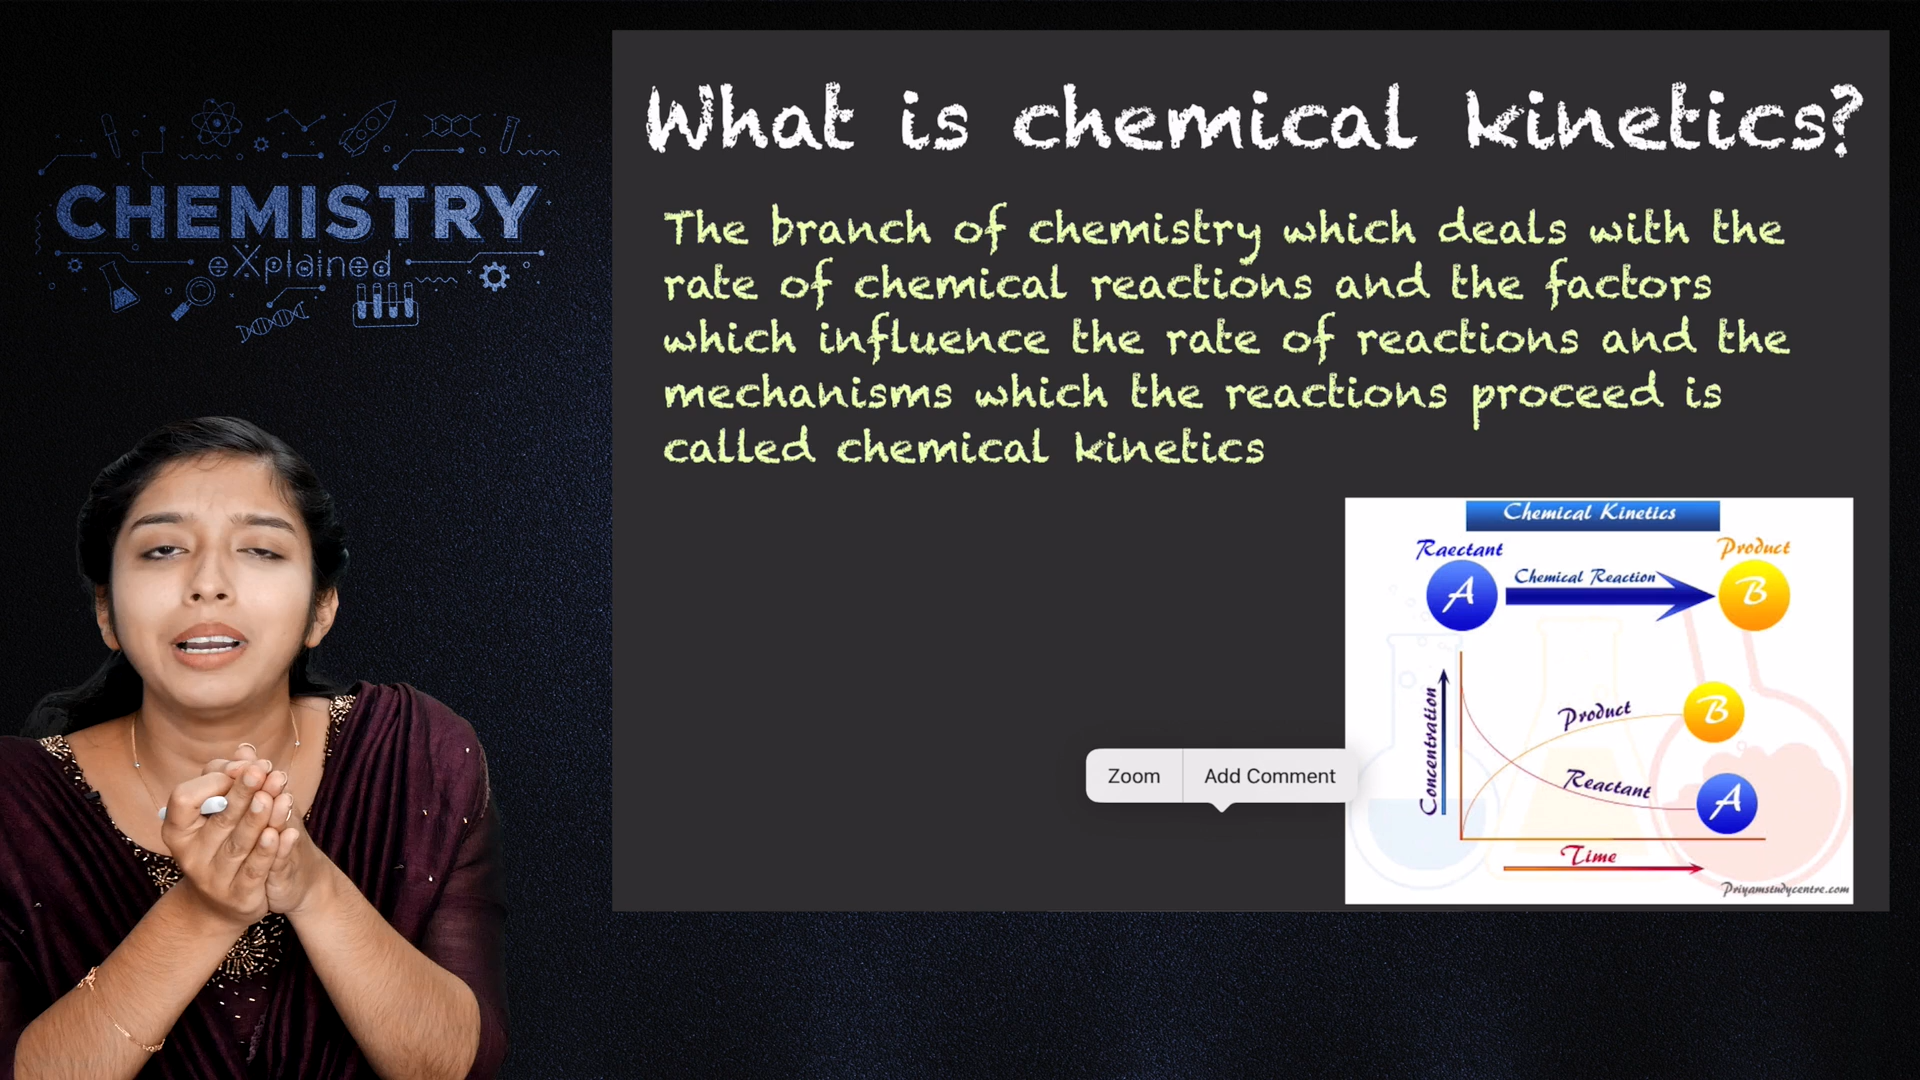 CHEMISTRY
eXplained
What is chemical kinetics?
The branch of chemistry which deals with the
rate of chemical reactions and the factors
which influence the rate of reactions and the
mechanisms which the reactions proceed is
called chemical kinetics
Chemical Kinetics
Raectant
Product
A
Chemical Reaction
B
Concentration
Product
B
Reactant
A
Time
Priyamstudycentre.com
Zoom
Add Comment